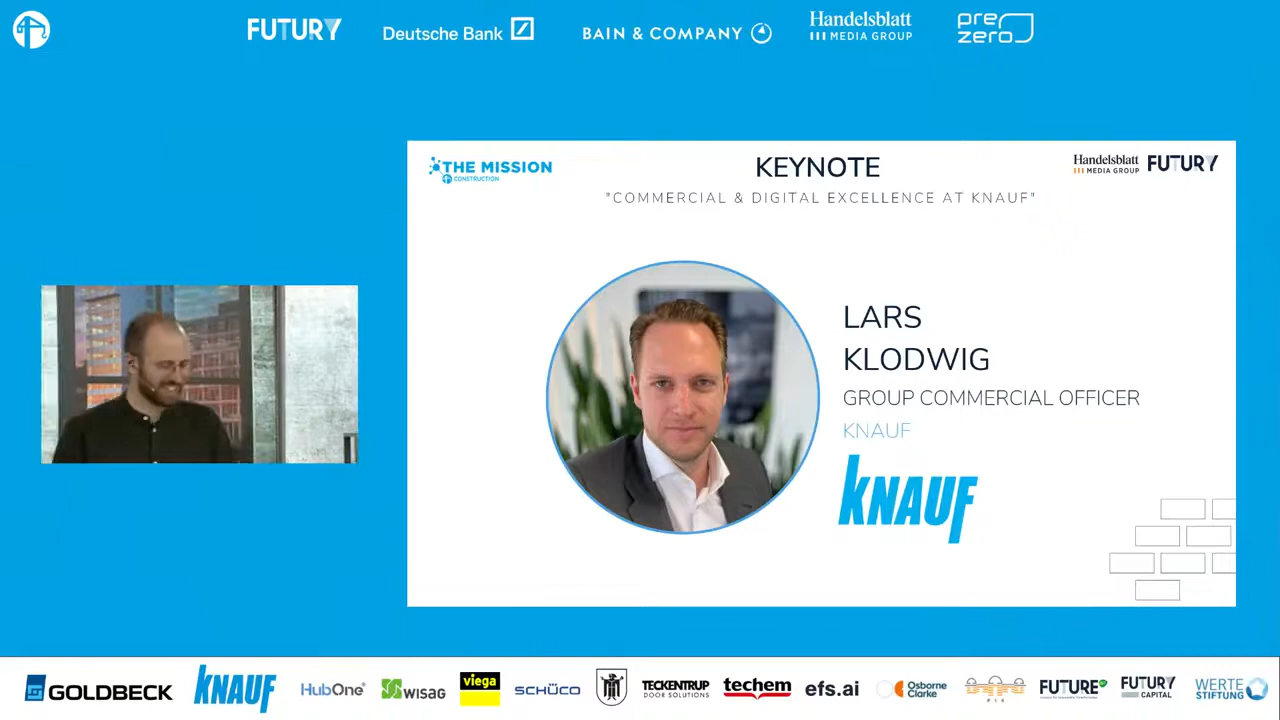 FUTURY
Deutsche Bank
BAIN & COMPANY
Handelsblatt
MEDIA GROUP
pre
zero
THE MISSION
CONSTRUCTION
KEYNOTE
"COMMERCIAL & DIGITAL EXCELLENCE AT KNAUF"
Handelsblatt
MEDIA GROUP
FUTURY
LARS
KLODWIG
GROUP COMMERCIAL OFFICER
KNAUF
KNAUF
GOLDBECK
KNAUF
HubOne
WISAG
viega
SCHÜCO
TECKENTRUP
DOOR SOLUTIONS
techem
efs.ai
Osborne
Clarke
FUTURE
FUTURY
CAPITAL
WERTE
STIFTUNG